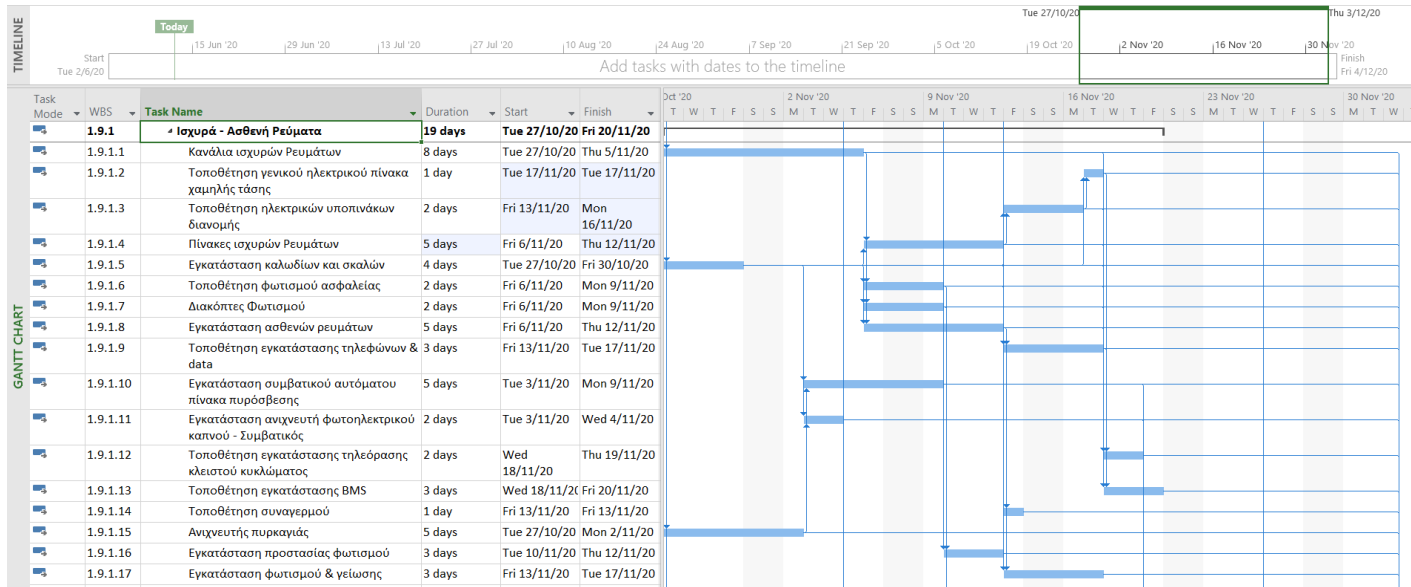 TIMELINE
Tue 27/10/20
Thu 3/12/20
Today
15 Jun '20 29 Jun '20 13 Jul '20 27 Jul '20 10 Aug '20 24 Aug '20 7 Sep '20 21 Sep '20 5 Oct '20 19 Oct '20 2 Nov '20 16 Nov '20 30 Nov '20
Start
Tue 2/6/20
Add tasks with dates to the timeline
Finish
Fri 4/12/20
GANTT CHART
Task Mode WBS Task Name Duration Start Finish
Oct '20 2 Nov '20 9 Nov '20 16 Nov '20 23 Nov '20 30 Nov '20
T W T F S S M T W T F S S M T W T F S S M T W T F S S M T W T F S S M T W
1.9.1 Ισχυρά - Ασθενή Ρεύματα 19 days Tue 27/10/20 Fri 20/11/20
1.9.1.1 Κανάλια ισχυρών Ρευμάτων 8 days Tue 27/10/20 Thu 5/11/20
1.9.1.2 Τοποθέτηση γενικού ηλεκτρικού πίνακα 1 day Tue 17/11/20 Tue 17/11/20
χαμηλής τάσης
1.9.1.3 Τοποθέτηση ηλεκτρικών υποπινάκων 2 days Fri 13/11/20 Mon
διανομής 16/11/20
1.9.1.4 Πίνακες ισχυρών Ρευμάτων 5 days Fri 6/11/20 Thu 12/11/20
1.9.1.5 Εγκατάσταση καλωδίων και σκαλών 4 days Tue 27/10/20 Fri 30/10/20
1.9.1.6 Τοποθέτηση φωτισμού ασφαλείας 2 days Fri 6/11/20 Mon 9/11/20
1.9.1.7 Διακόπτες Φωτισμού 2 days Fri 6/11/20 Mon 9/11/20
1.9.1.8 Εγκατάσταση ασθενών ρευμάτων 5 days Fri 6/11/20 Thu 12/11/20
1.9.1.9 Τοποθέτηση εγκατάστασης τηλεφώνων & 3 days Fri 13/11/20 Tue 17/11/20
data
1.9.1.10 Εγκατάσταση συμβατικού αυτόματου 5 days Tue 3/11/20 Mon 9/11/20
πίνακα πυρόσβεσης
1.9.1.11 Εγκατάσταση ανιχνευτή φωτοηλεκτρικού 2 days Tue 3/11/20 Wed 4/11/20
καπνού - Συμβατικός
1.9.1.12 Τοποθέτηση εγκατάστασης τηλεόρασης 2 days Wed Thu 19/11/20
κλειστού κυκλώματος 18/11/20
1.9.1.13 Τοποθέτηση εγκατάστασης BMS 3 days Wed 18/11/20 Fri 20/11/20
1.9.1.14 Τοποθέτηση συναγερμού 1 day Fri 13/11/20 Fri 13/11/20
1.9.1.15 Ανιχνευτής πυρκαγιάς 5 days Tue 27/10/20 Mon 2/11/20
1.9.1.16 Εγκατάσταση προστασίας φωτισμού 3 days Tue 10/11/20 Thu 12/11/20
1.9.1.17 Εγκατάσταση φωτισμού & γείωσης 3 days Fri 13/11/20 Tue 17/11/20